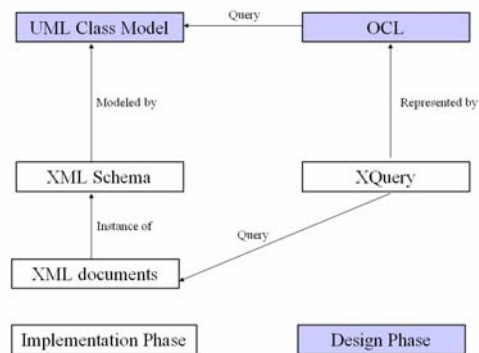 Query
UML Class Model
OCL
Modeled by
Represented by
XML Schema
XQuery
Instance of
Query
XML documents
Implementation Phase
Design Phase